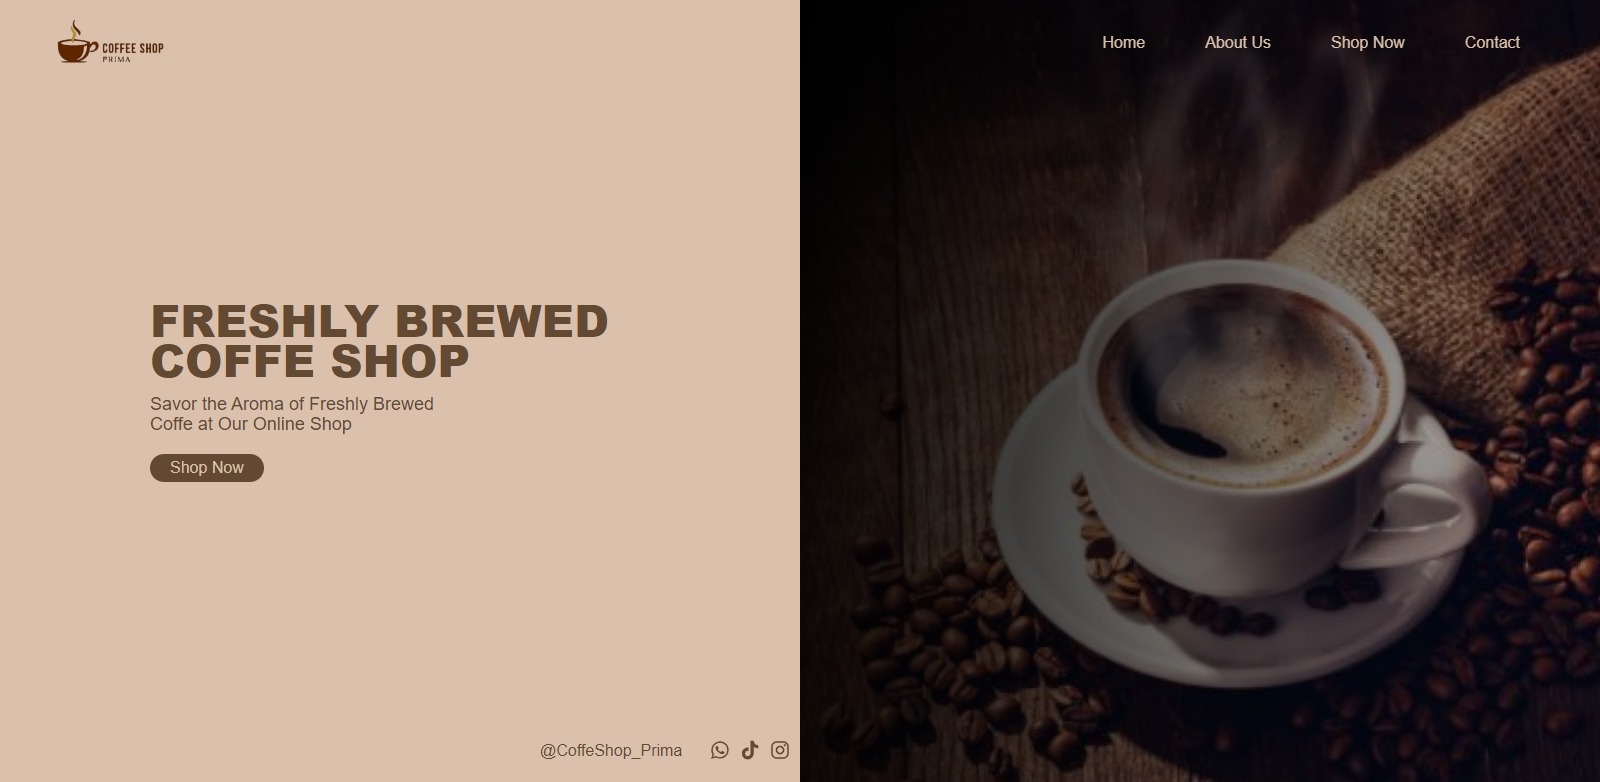 COFFEE SHOP
PRIMA
Home About Us Shop Now Contact
FRESHLY BREWED
COFFE SHOP
Savor the Aroma of Freshly Brewed
Coffe at Our Online Shop
Shop Now
@CoffeShop_Prima